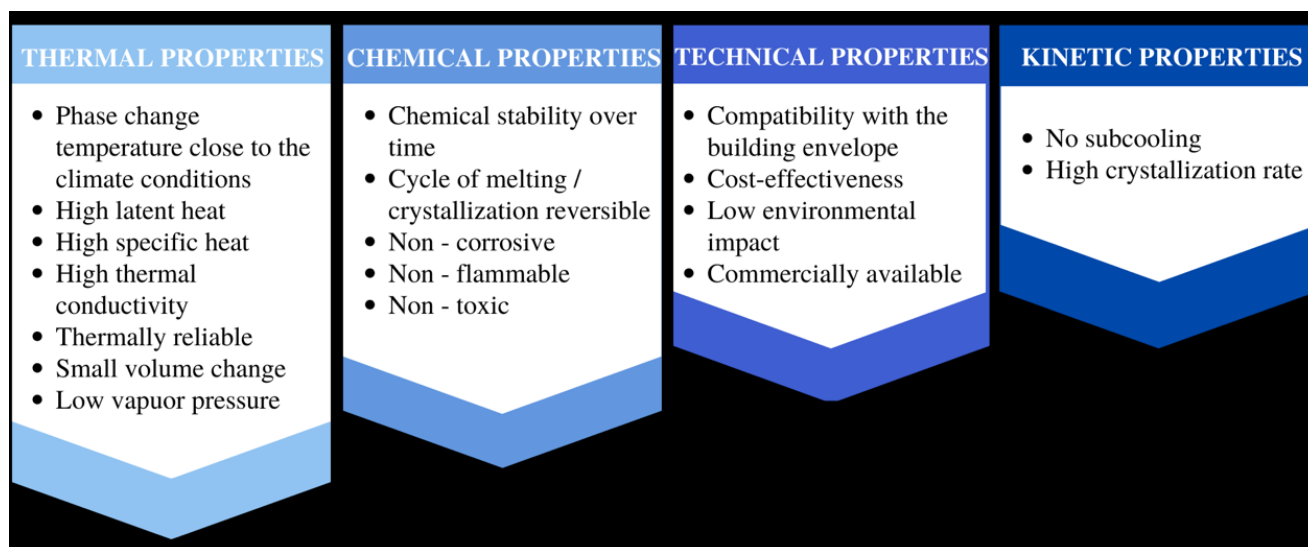 THERMAL PROPERTIES
• Phase change
temperature close to the
climate conditions
• High latent heat
• High specific heat
• High thermal
conductivity
• Thermally reliable
• Small volume change
• Low vapuor pressure
CHEMICAL PROPERTIES
• Chemical stability over
time
• Cycle of melting /
crystallization reversible
• Non - corrosive
• Non - flammable
• Non - toxic
TECHNICAL PROPERTIES
• Compatibility with the
building envelope
• Cost-effectiveness
• Low environmental
impact
• Commercially available
KINETIC PROPERTIES
• No subcooling
• High crystallization rate